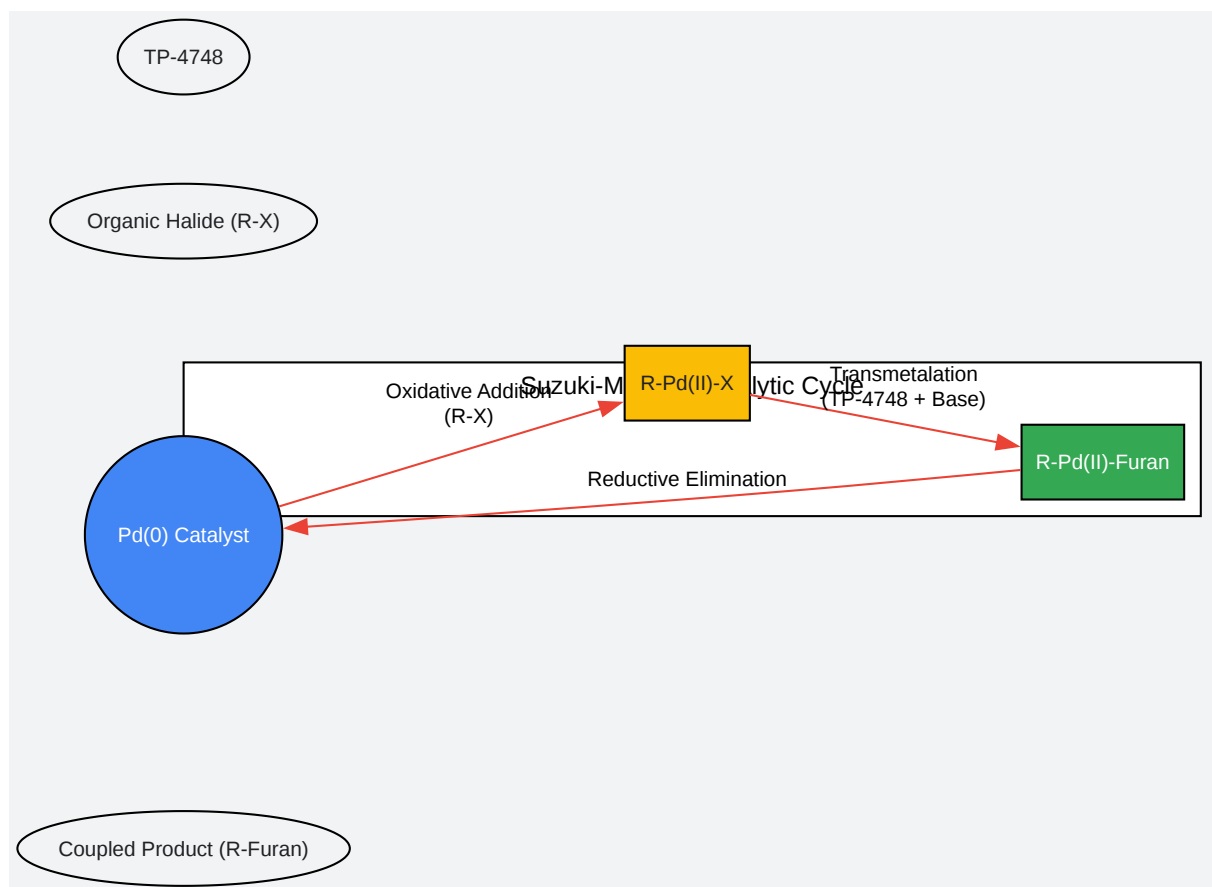 TP-4748
Organic Halide (R-X)
Suzuki-M lytic Cycle
Oxidative Addition
(R-X)
R-Pd(II)-X
Transmetalation
(TP-4748 + Base)
R-Pd(II)-Furan
Reductive Elimination
Pd(0) Catalyst
Coupled Product (R-Furan)